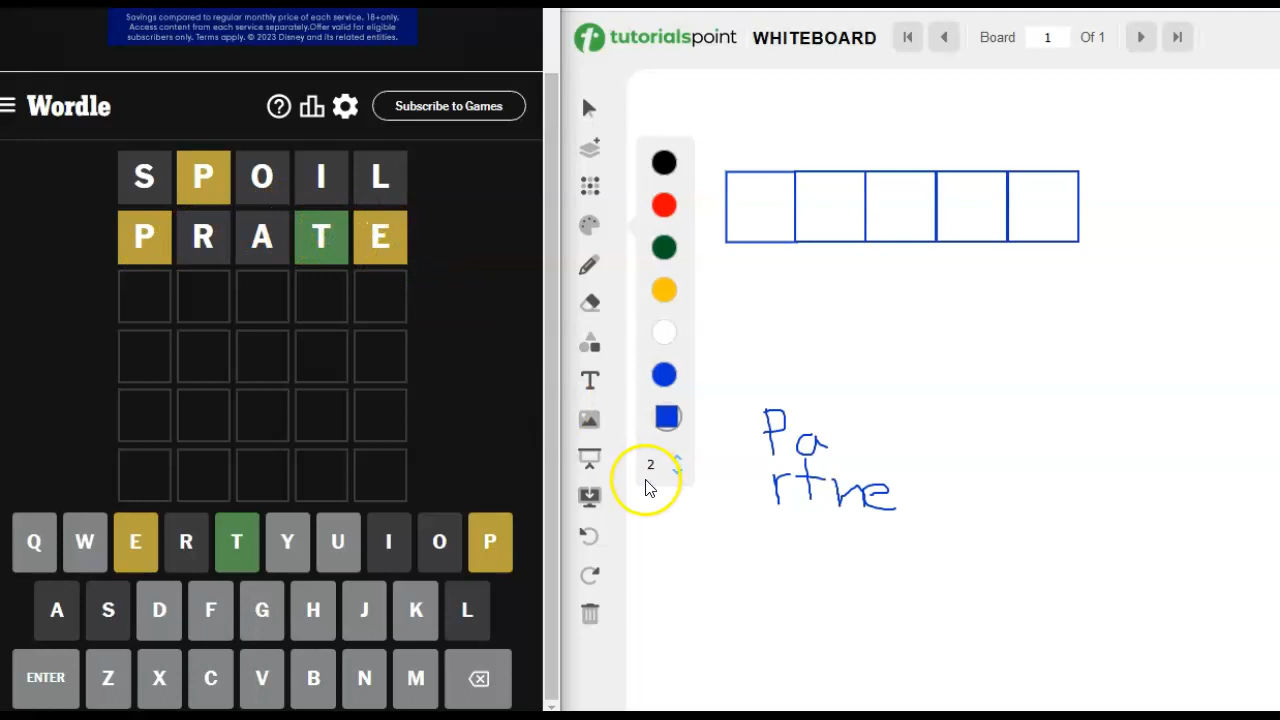 Savings compared to regular monthly price of each service. 18+only.
Access content from each service separately.Offer valid for eligible
subscribers only. Terms apply. © 2023 Disney and its related entities.
Wordle
Subscribe to Games
S P O I L
P R A T E
Q W E R T Y U I O P
A S D F G H J K L
ENTER Z X C V B N M
tutorialspoint WHITEBOARD Board 1 Of 1
T
2
P a
r t n e